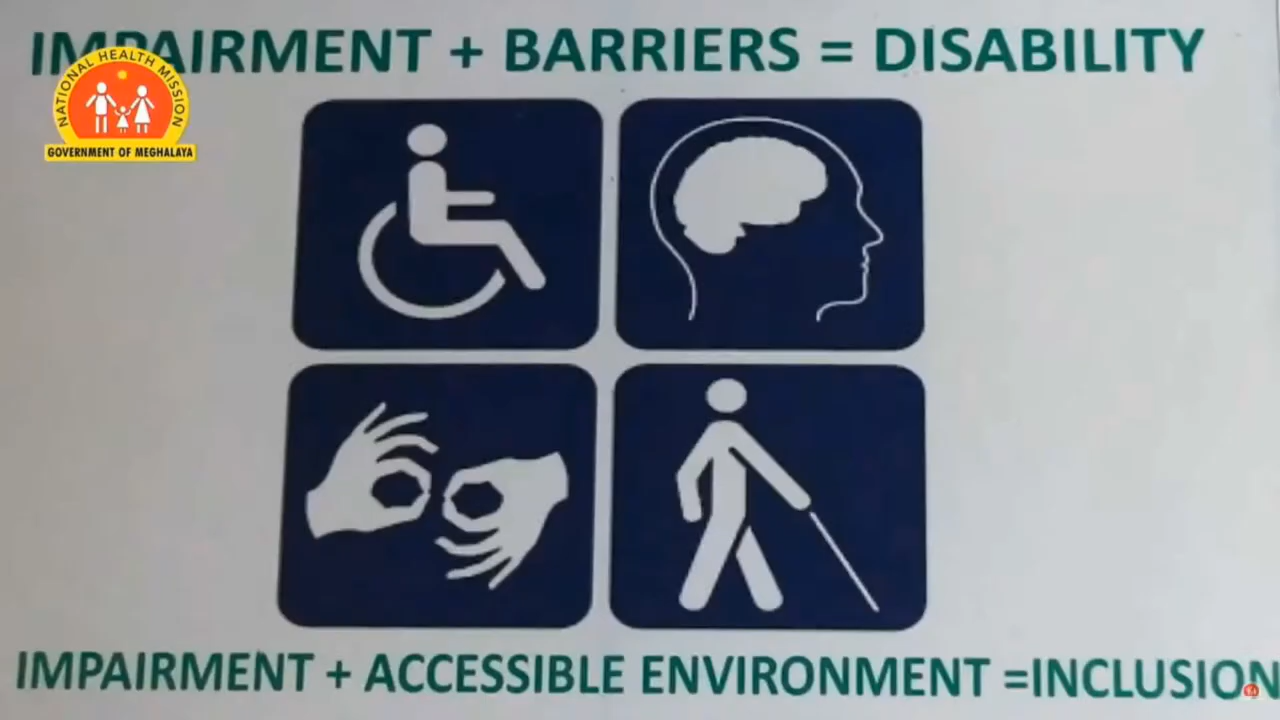 IMPAIRMENT + BARRIERS = DISABILITY
NATIONAL HEALTH MISSION
GOVERNMENT OF MEGHALAYA
IMPAIRMENT + ACCESSIBLE ENVIRONMENT =INCLUSION